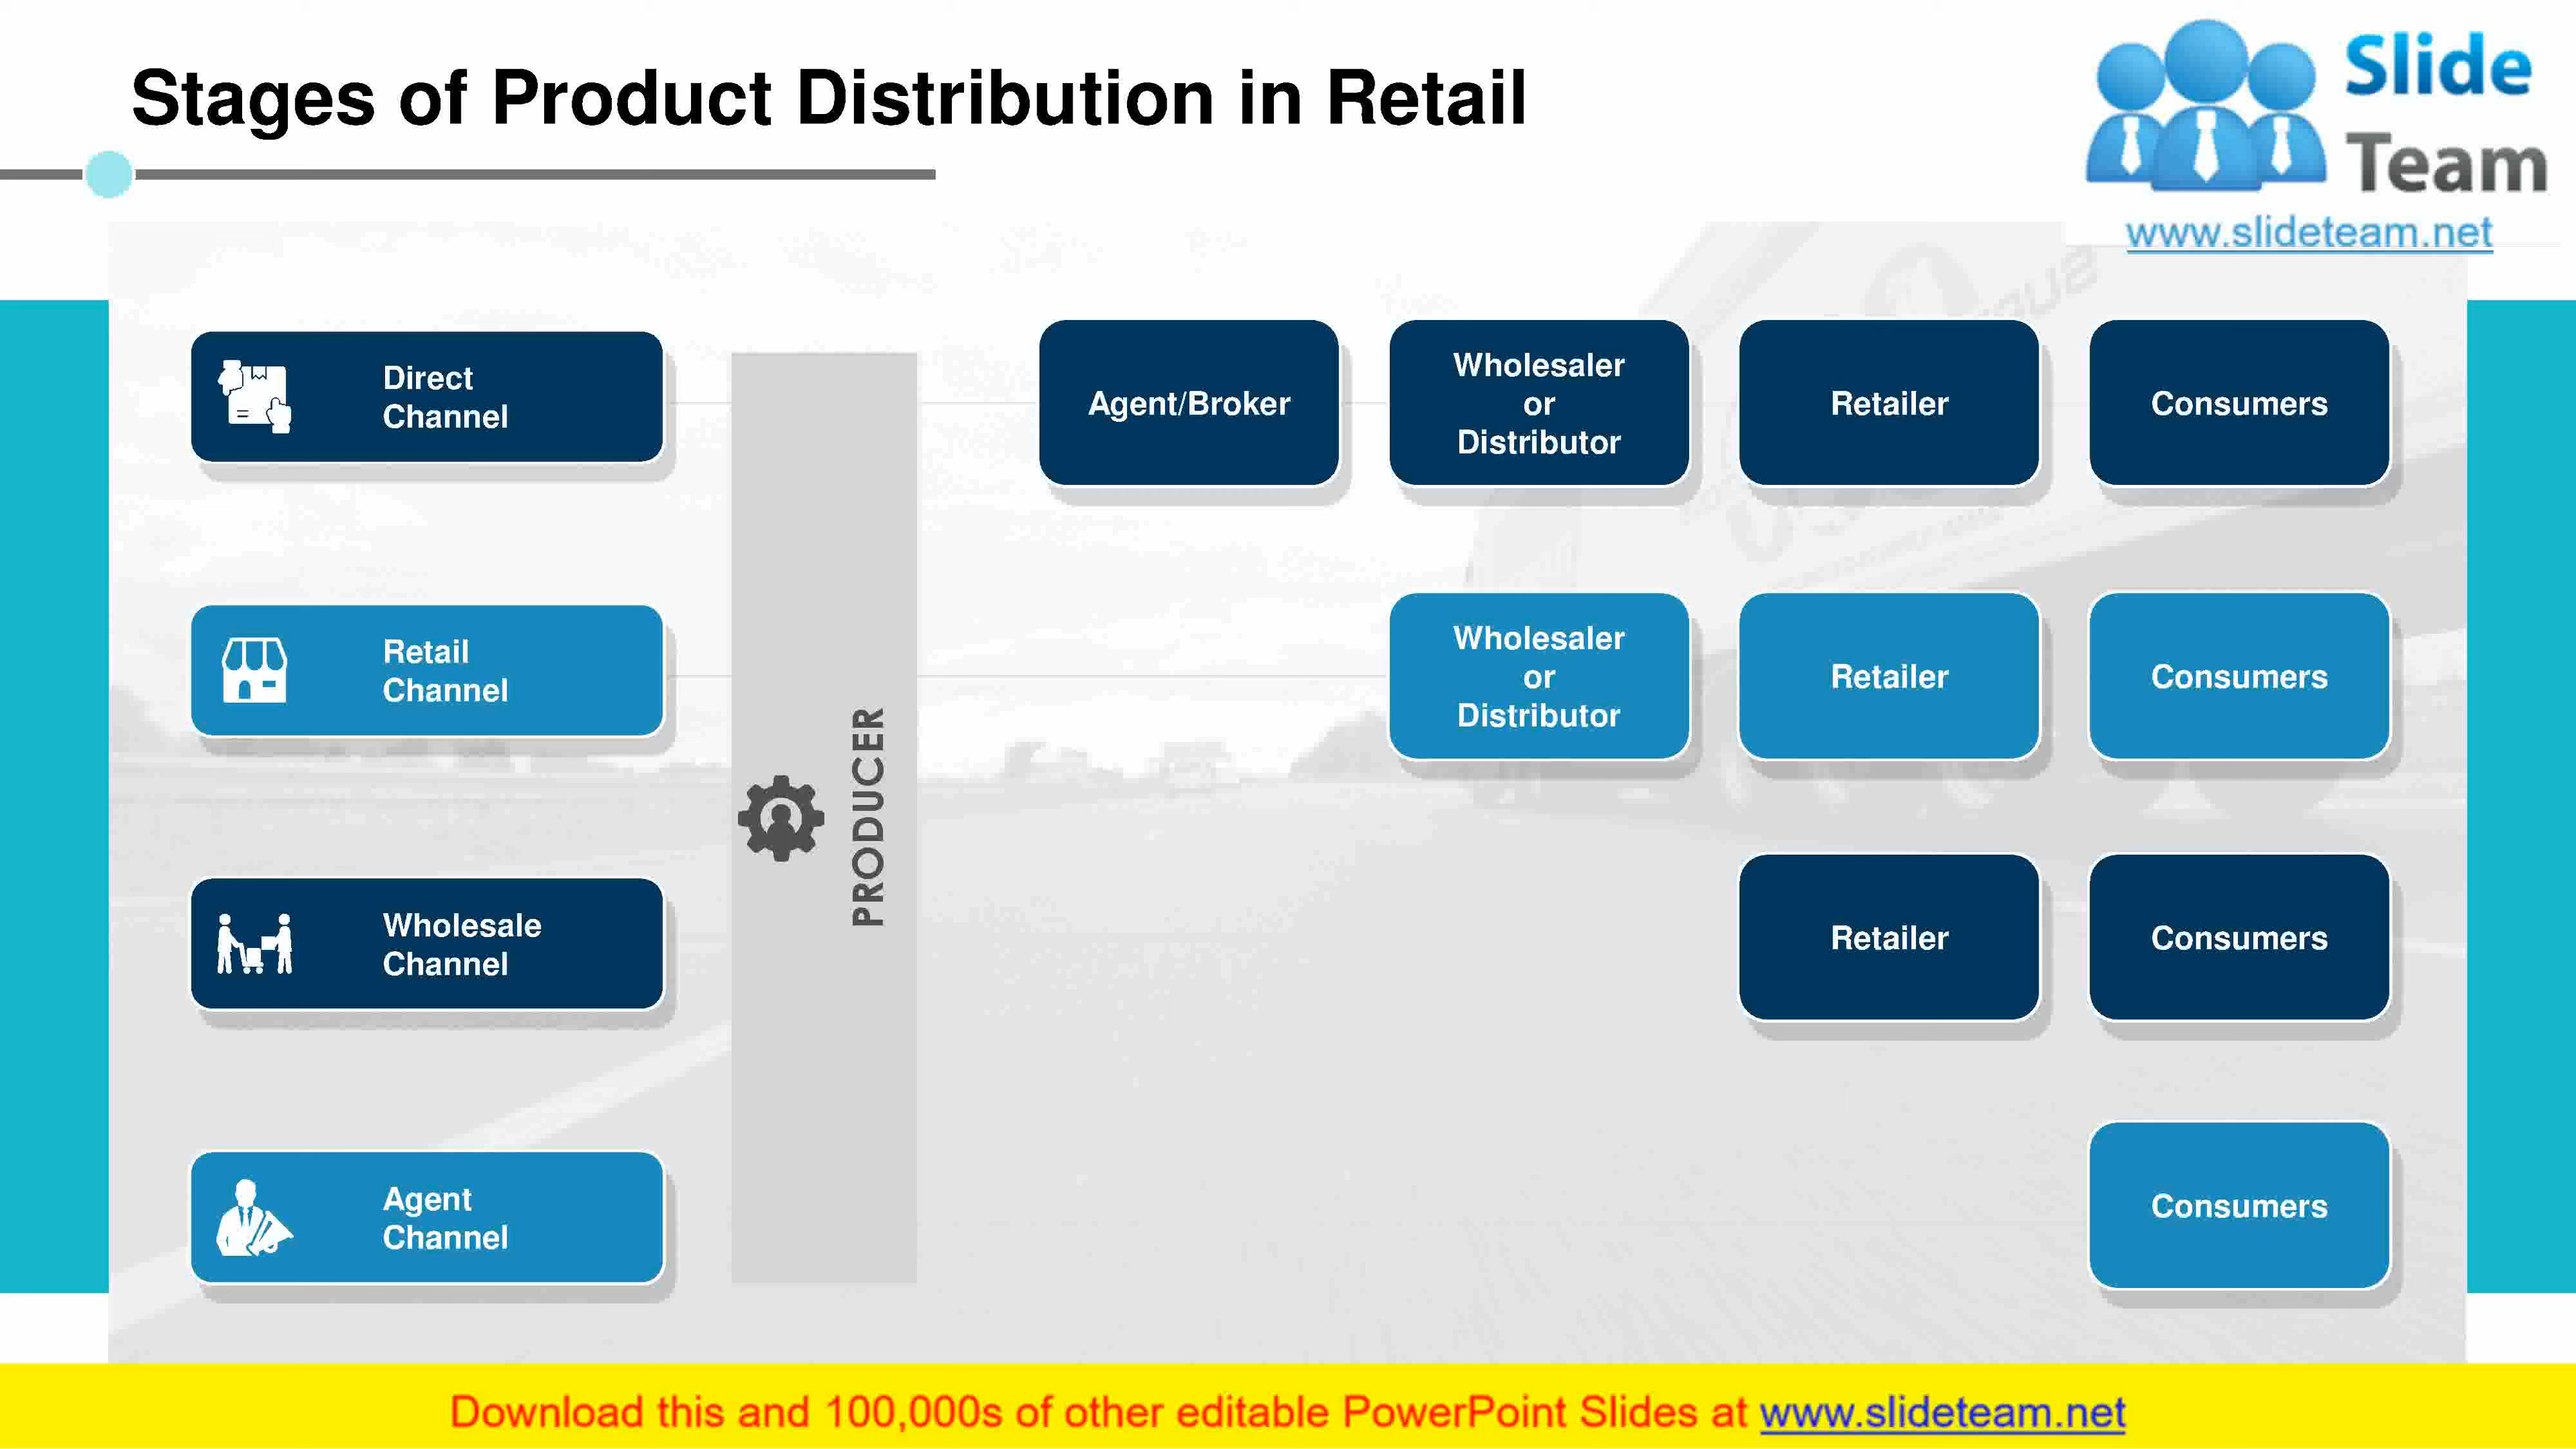 Stages of Product Distribution in Retail
Slide
Team
www.slideteam.net
Direct
Channel
Agent/Broker
Wholesaler
or
Distributor
Retailer
Consumers
Retail
Channel
Wholesaler
or
Distributor
Retailer
Consumers
PRODUCER
Wholesale
Channel
Retailer
Consumers
Agent
Channel
Consumers
Download this and 100,000s of other editable PowerPoint Slides at www.slideteam.net